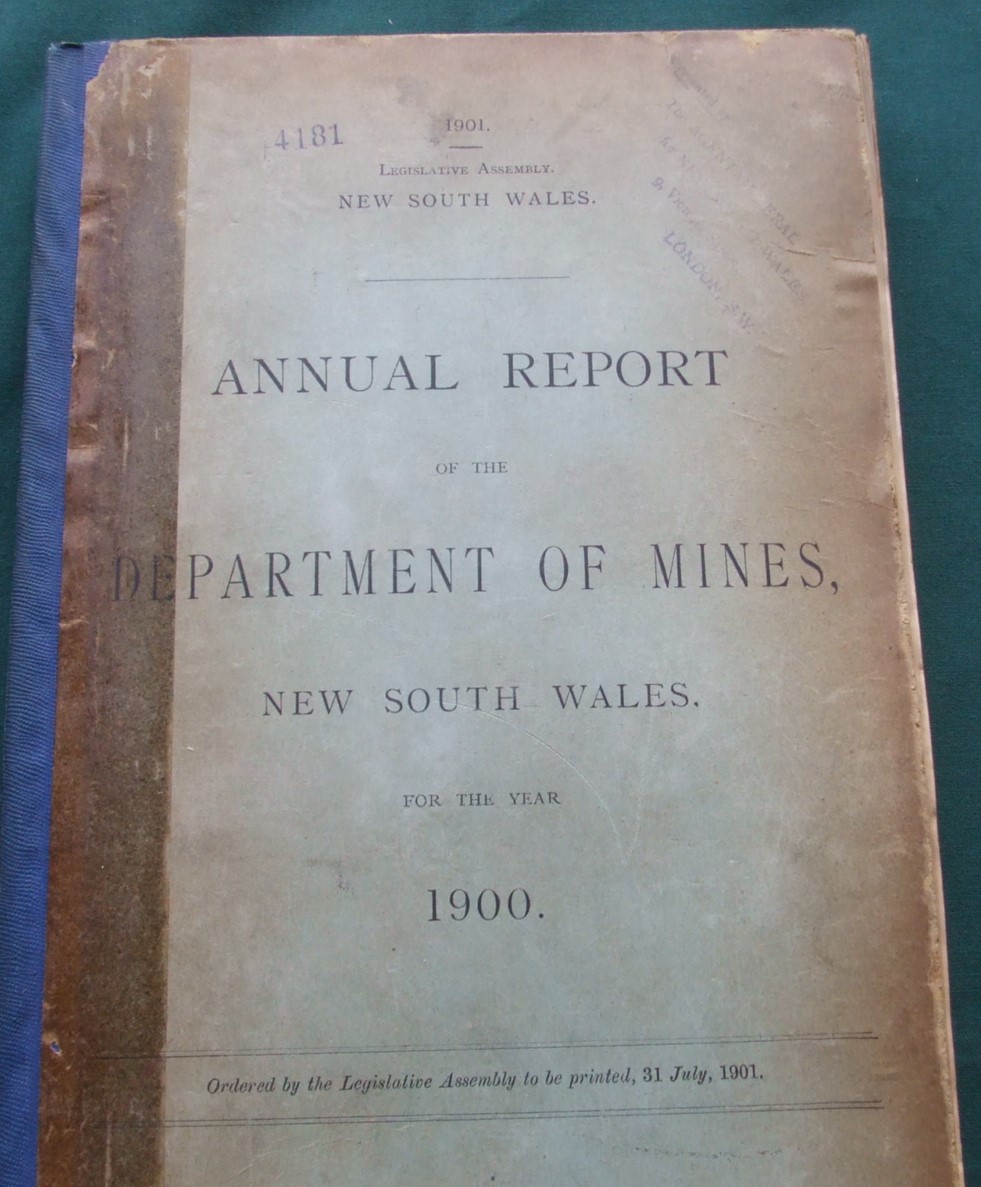 4181
1901.
LEGISLATIVE ASSEMBLY.
NEW SOUTH WALES.
LONDON, S.W.
ANNUAL REPORT
OF THE
DEPARTMENT OF MINES,
NEW SOUTH WALES,
FOR THE YEAR
1900.
Ordered by the Legislative Assembly to be printed, 31 July, 1901.